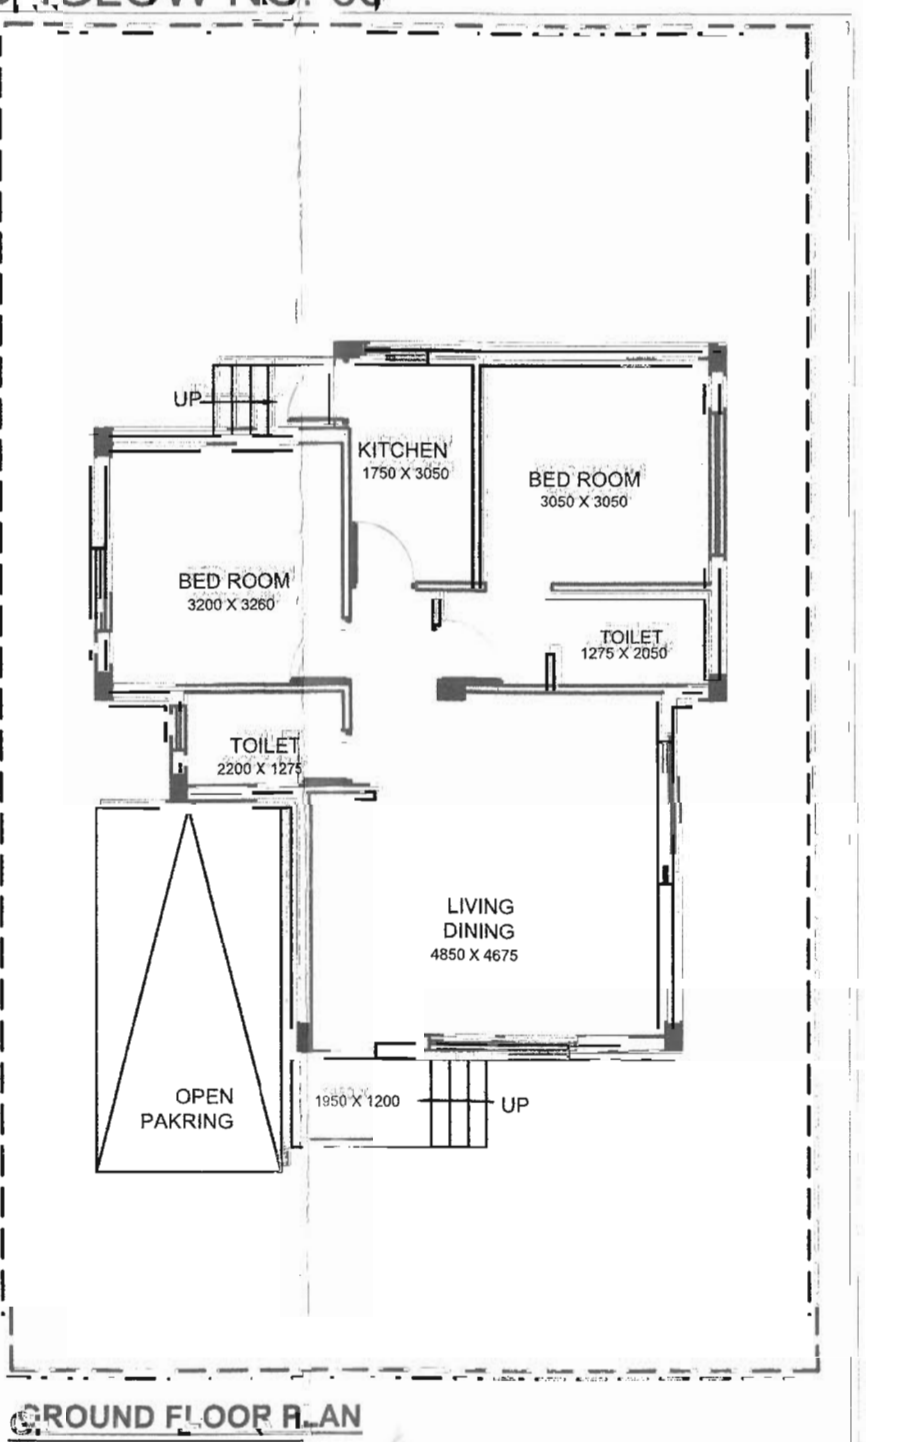 UP
KITCHEN
1750 X 3050
BED ROOM
3050 X 3050
BED ROOM
3200 X 3260
TOILET
1275 X 2050
TOILET
2200 X 1275
LIVING
DINING
4850 X 4675
OPEN
PAKRING
1950 X 1200
UP
GROUND FLOOR PLAN